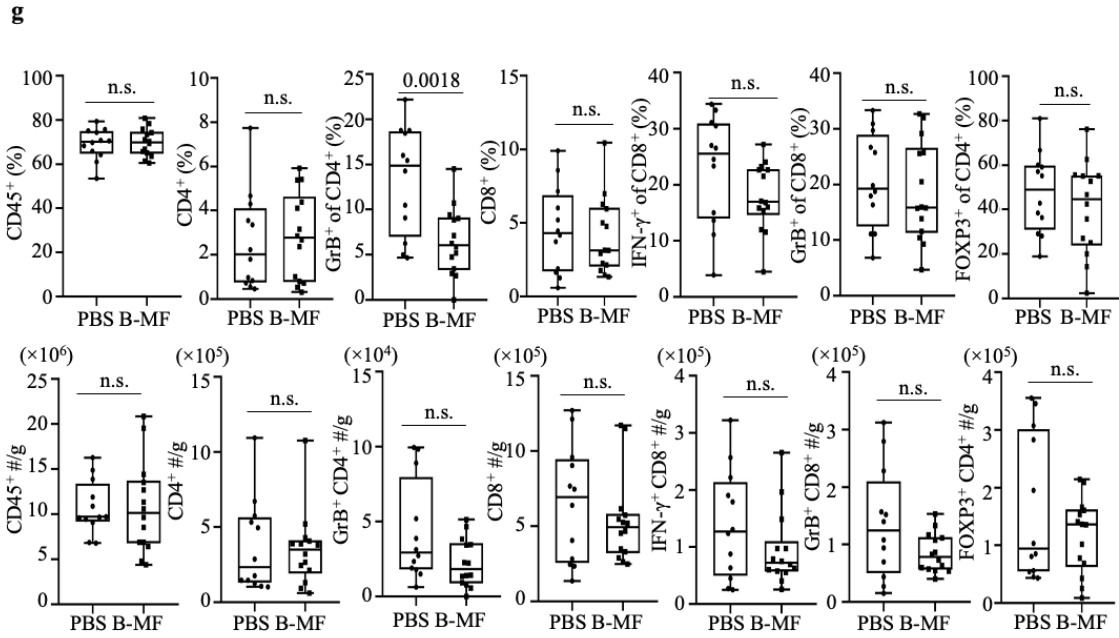 g
CD45⁺ (%)
100
80
60
40
20
0
n.s.
PBS B-MF
CD4⁺ (%)
10
8
6
4
2
0
n.s.
PBS B-MF
GrB⁺ of CD4⁺ (%)
25
20
15
10
5
0
0.0018
PBS B-MF
CD8⁺ (%)
15
10
5
0
n.s.
PBS B-MF
IFN-γ⁺ of CD8⁺ (%)
40
30
20
10
0
n.s.
PBS B-MF
GrB⁺ of CD8⁺ (%)
40
30
20
10
0
n.s.
PBS B-MF
FOXP3⁺ of CD4⁺ (%)
100
80
60
40
20
0
n.s.
PBS B-MF
(×10⁶)
CD45⁺ #/g
25
20
15
10
5
0
n.s.
PBS B-MF
(×10⁵)
CD4⁺ #/g
15
10
5
0
n.s.
PBS B-MF
(×10⁴)
GrB⁺ CD4⁺ #/g
15
10
5
0
n.s.
PBS B-MF
(×10⁵)
CD8⁺ #/g
15
10
5
0
n.s.
PBS B-MF
(×10⁵)
IFN-γ⁺ CD8⁺ #/g
4
3
2
1
0
n.s.
PBS B-MF
(×10⁵)
GrB⁺ CD8⁺ #/g
4
3
2
1
0
n.s.
PBS B-MF
(×10⁵)
FOXP3⁺ CD4⁺ #/g
4
3
2
1
0
n.s.
PBS B-MF